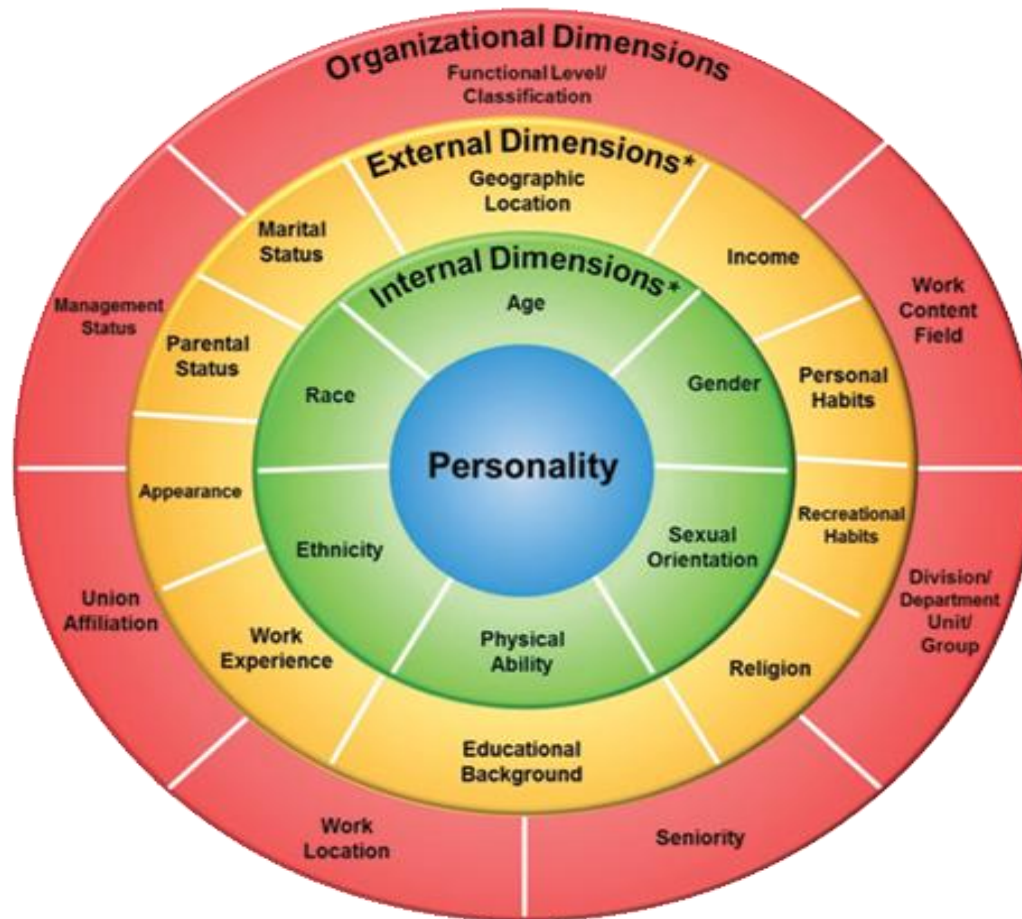 Organizational Dimensions
Functional Level/
Classification
External Dimensions*
Geographic
Location
Marital
Status
Income
Internal Dimensions*
Age
Management
Status
Work
Content
Field
Parental
Status
Race
Gender
Personal
Habits
Personality
Appearance
Ethnicity
Sexual
Orientation
Recreational
Habits
Union
Affiliation
Division/
Department
Unit/
Group
Work
Experience
Physical
Ability
Religion
Educational
Background
Work
Location
Seniority